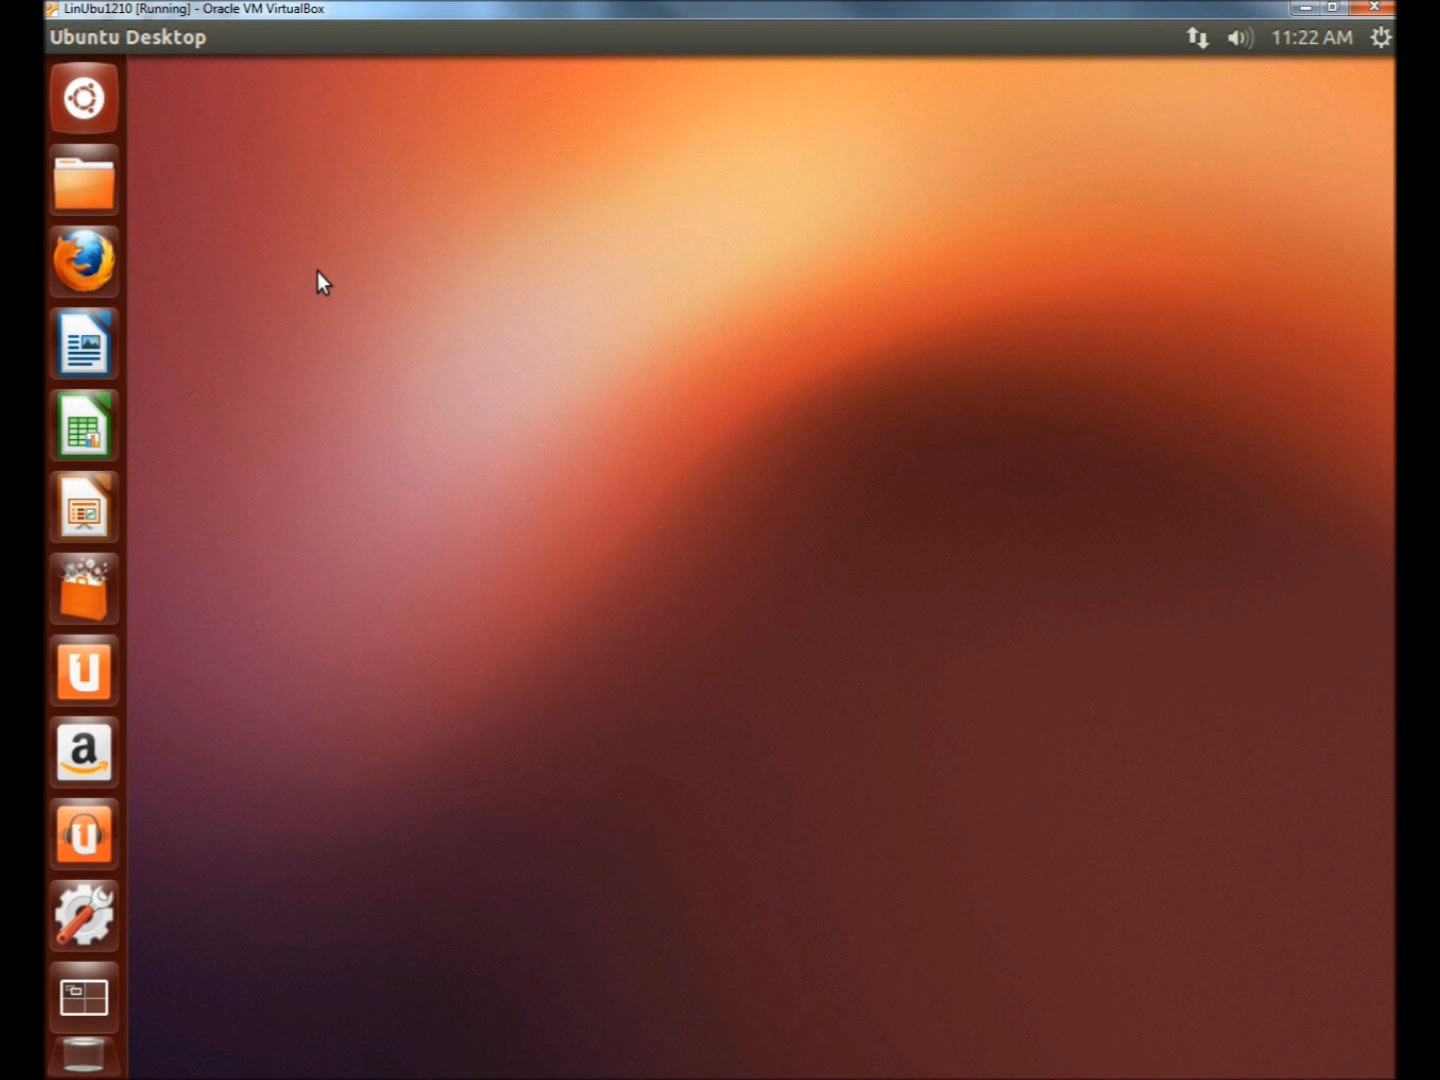 LinUbu1210 [Running] - Oracle VM VirtualBox
Ubuntu Desktop
11:22 AM
U
a
U